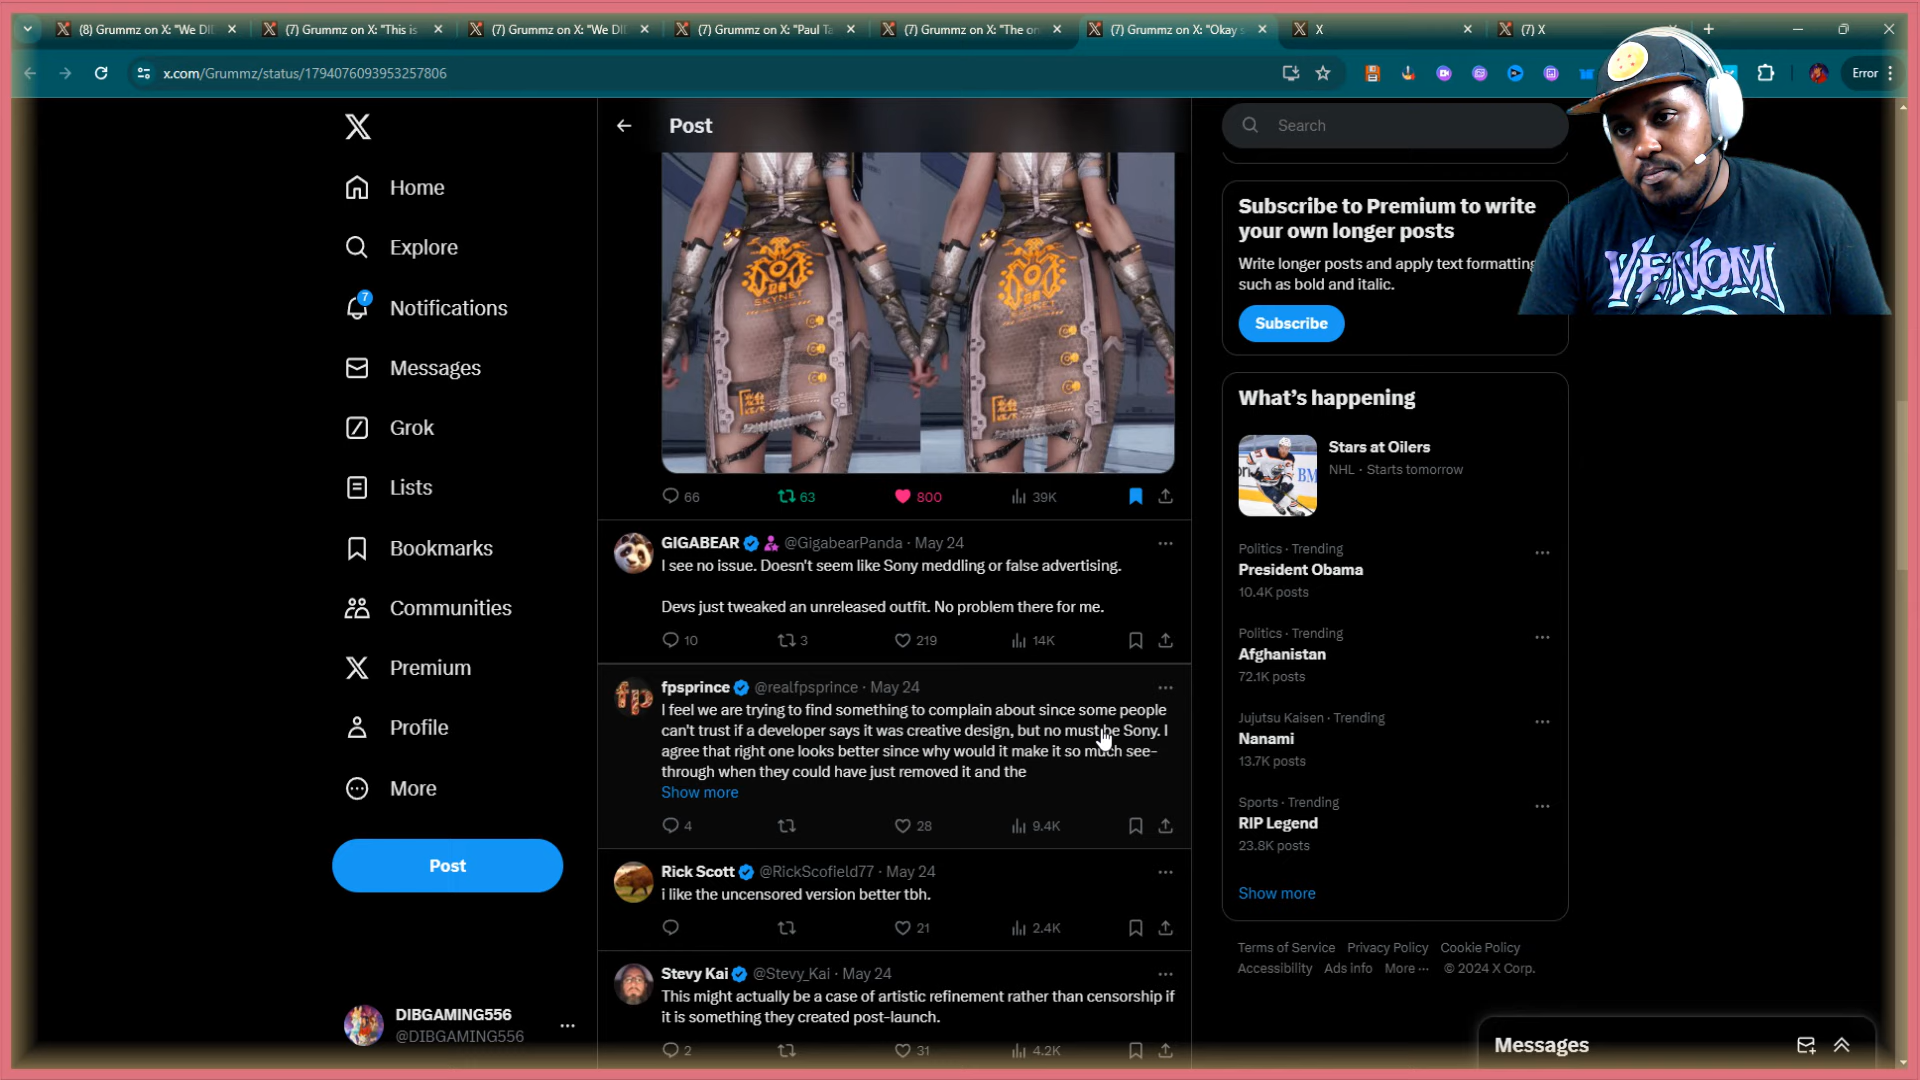 (8) Grummz on X: "We DI
(7) Grummz on X: "This is
(7) Grummz on X: "We DI
(7) Grummz on X: "Paul Ta
(7) Grummz on X: "The on
(7) Grummz on X: "Okay s
X
(7) X
x.com/Grummz/status/1794076093953257806
Error
Home
Explore
7
Notifications
Messages
Grok
Lists
Bookmarks
Communities
Premium
Profile
More
Post
DIBGAMING556
@DIBGAMING556
Post
SKYNET
66
63
800
39K
GIGABEAR @GigabearPanda · May 24
I see no issue. Doesn't seem like Sony meddling or false advertising.
Devs just tweaked an unreleased outfit. No problem there for me.
10
3
219
14K
fp
fpsprince @realfpsprince · May 24
I feel we are trying to find something to complain about since some people
can't trust if a developer says it was creative design, but no must be Sony. I
agree that right one looks better since why would it make it so much see-
through when they could have just removed it and the
Show more
4
28
9.4K
Rick Scott @RickScofield77 · May 24
i like the uncensored version better tbh.
21
2.4K
Stevy Kai @Stevy_Kai · May 24
This might actually be a case of artistic refinement rather than censorship if
it is something they created post-launch.
2
31
4.2K
Search
Subscribe to Premium to write
your own longer posts
Write longer posts and apply text formatting
such as bold and italic.
Subscribe
VENOM
What's happening
Stars at Oilers
NHL · Starts tomorrow
Politics · Trending
President Obama
10.4K posts
Politics · Trending
Afghanistan
72.1K posts
Jujutsu Kaisen · Trending
Nanami
13.7K posts
Sports · Trending
RIP Legend
23.8K posts
Show more
Terms of Service Privacy Policy Cookie Policy
Accessibility Ads info More ··· © 2024 X Corp.
Messages